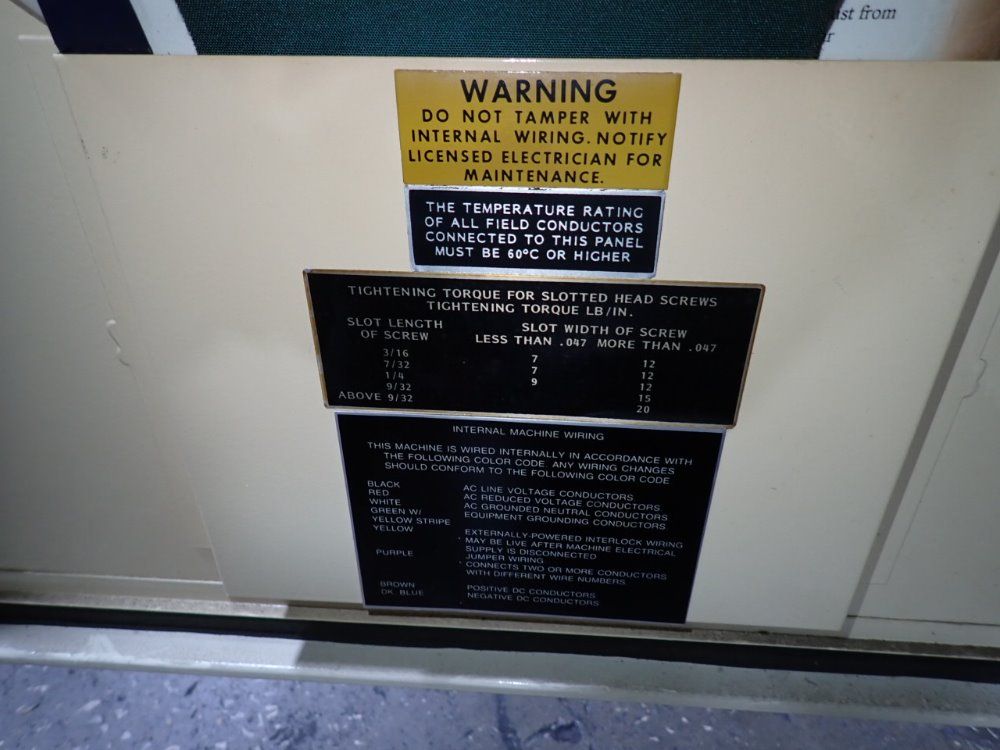 ust from
r
WARNING
DO NOT TAMPER WITH
INTERNAL WIRING. NOTIFY
LICENSED ELECTRICIAN FOR
MAINTENANCE.
THE TEMPERATURE RATING
OF ALL FIELD CONDUCTORS
CONNECTED TO THIS PANEL
MUST BE 60°C OR HIGHER
TIGHTENING TORQUE FOR SLOTTED HEAD SCREWS
TIGHTENING TORQUE LB/IN.
SLOT LENGTH SLOT WIDTH OF SCREW
OF SCREW LESS THAN .047 MORE THAN .047
3/16 7 12
7/32 7 12
1/4 9 12
9/32 15
ABOVE 9/32 20
INTERNAL MACHINE WIRING
THIS MACHINE IS WIRED INTERNALLY IN ACCORDANCE WITH
THE FOLLOWING COLOR CODE. ANY WIRING CHANGES
SHOULD CONFORM TO THE FOLLOWING COLOR CODE
BLACK AC LINE VOLTAGE CONDUCTORS
RED AC REDUCED VOLTAGE CONDUCTORS
WHITE AC GROUNDED NEUTRAL CONDUCTORS
GREEN W/ EQUIPMENT GROUNDING CONDUCTORS
YELLOW STRIPE
YELLOW EXTERNALLY-POWERED INTERLOCK WIRING
MAY BE LIVE AFTER MACHINE ELECTRICAL
SUPPLY IS DISCONNECTED
PURPLE JUMPER WIRING
CONNECTS TWO OR MORE CONDUCTORS
WITH DIFFERENT WIRE NUMBERS
BROWN POSITIVE DC CONDUCTORS
DK. BLUE NEGATIVE DC CONDUCTORS